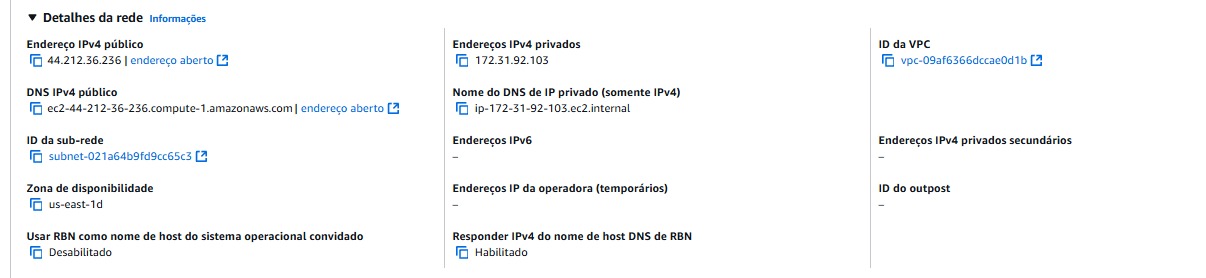 Detalhes da rede Informações
Endereço IPv4 público
44.212.36.236 | endereço aberto
Endereços IPv4 privados
172.31.92.103
ID da VPC
vpc-09af6366dccae0d1b
DNS IPv4 público
ec2-44-212-36-236.compute-1.amazonaws.com | endereço aberto
Nome do DNS de IP privado (somente IPv4)
ip-172-31-92-103.ec2.internal
ID da sub-rede
subnet-021a64b9fd9cc65c3
Endereços IPv6
–
Endereços IPv4 privados secundários
–
Zona de disponibilidade
us-east-1d
Endereços IP da operadora (temporários)
–
ID do outpost
–
Usar RBN como nome de host do sistema operacional convidado
Desabilitado
Responder IPv4 do nome de host DNS de RBN
Habilitado